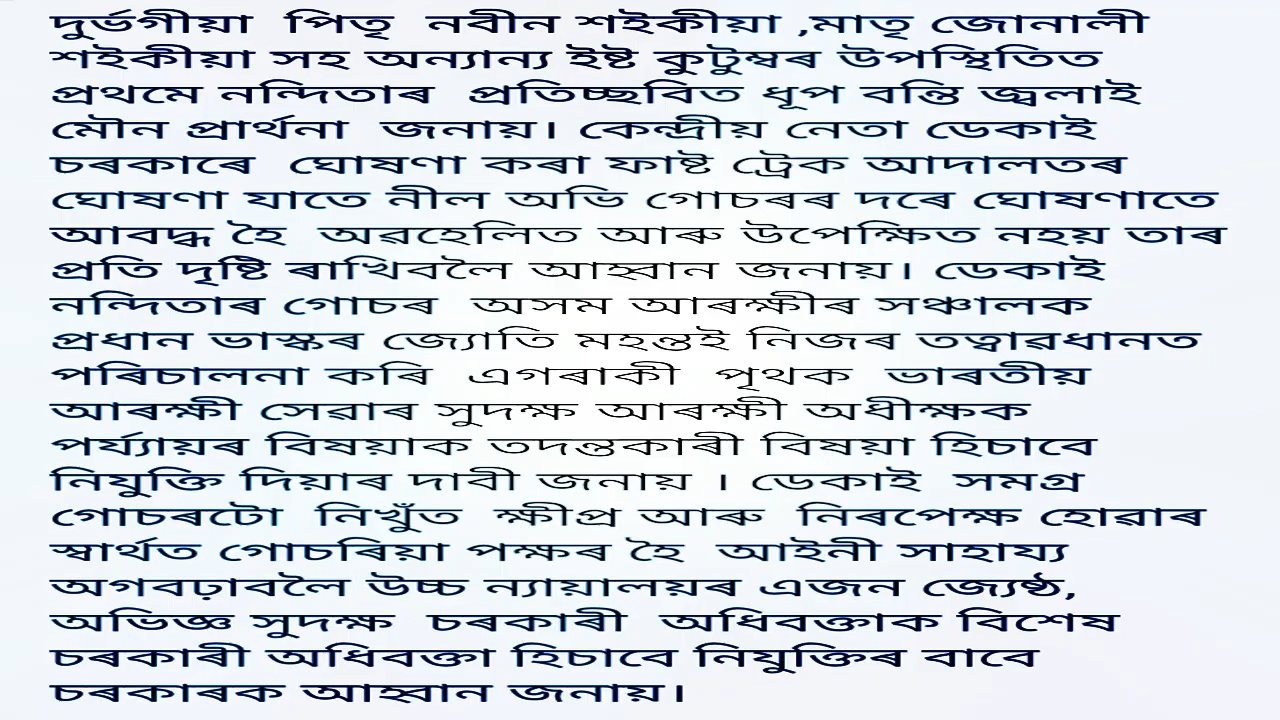 দুৰ্ভগীয়া পিতৃ নবীন শইকীয়া ,মাতৃ জোনালী
শইকীয়া সহ অন্যান্য ইষ্ট কুটুম্বৰ উপস্থিতিত
প্ৰথমে নন্দিতাৰ প্ৰতিচ্ছবিত ধূপ বন্তি জ্বলাই
মৌন প্ৰাৰ্থনা জনায়। কেন্দ্ৰীয় নেতা ডেকাই
চৰকাৰে ঘোষণা কৰা ফাষ্ট ট্ৰেক আদালতৰ
ঘোষণা যাতে নীল অভি গোচৰৰ দৰে ঘোষণাতে
আবদ্ধ হৈ অৱহেলিত আৰু উপেক্ষিত নহয় তাৰ
প্ৰতি দৃষ্টি ৰাখিবলৈ আহ্বান জনায়। ডেকাই
নন্দিতাৰ গোচৰ অসম আৰক্ষীৰ সঞ্চালক
প্ৰধান ভাস্কৰ জ্যোতি মহন্তই নিজৰ তত্বাৱধানত
পৰিচালনা কৰি এগৰাকী পৃথক ভাৰতীয়
আৰক্ষী সেৱাৰ সুদক্ষ আৰক্ষী অধীক্ষক
পৰ্য্যায়ৰ বিষয়াক তদন্তকাৰী বিষয়া হিচাবে
নিযুক্তি দিয়াৰ দাবী জনায় । ডেকাই সমগ্ৰ
গোচৰটো নিখুঁত ক্ষীপ্ৰ আৰু নিৰপেক্ষ হোৱাৰ
স্বাৰ্থত গোচৰিয়া পক্ষৰ হৈ আইনী সাহায্য
অগবঢ়াবলৈ উচ্চ ন্যায়ালয়ৰ এজন জ্যেষ্ঠ,
অভিজ্ঞ সুদক্ষ চৰকাৰী অধিবক্তাক বিশেষ
চৰকাৰী অধিবক্তা হিচাবে নিযুক্তিৰ বাবে
চৰকাৰক আহ্বান জনায়।